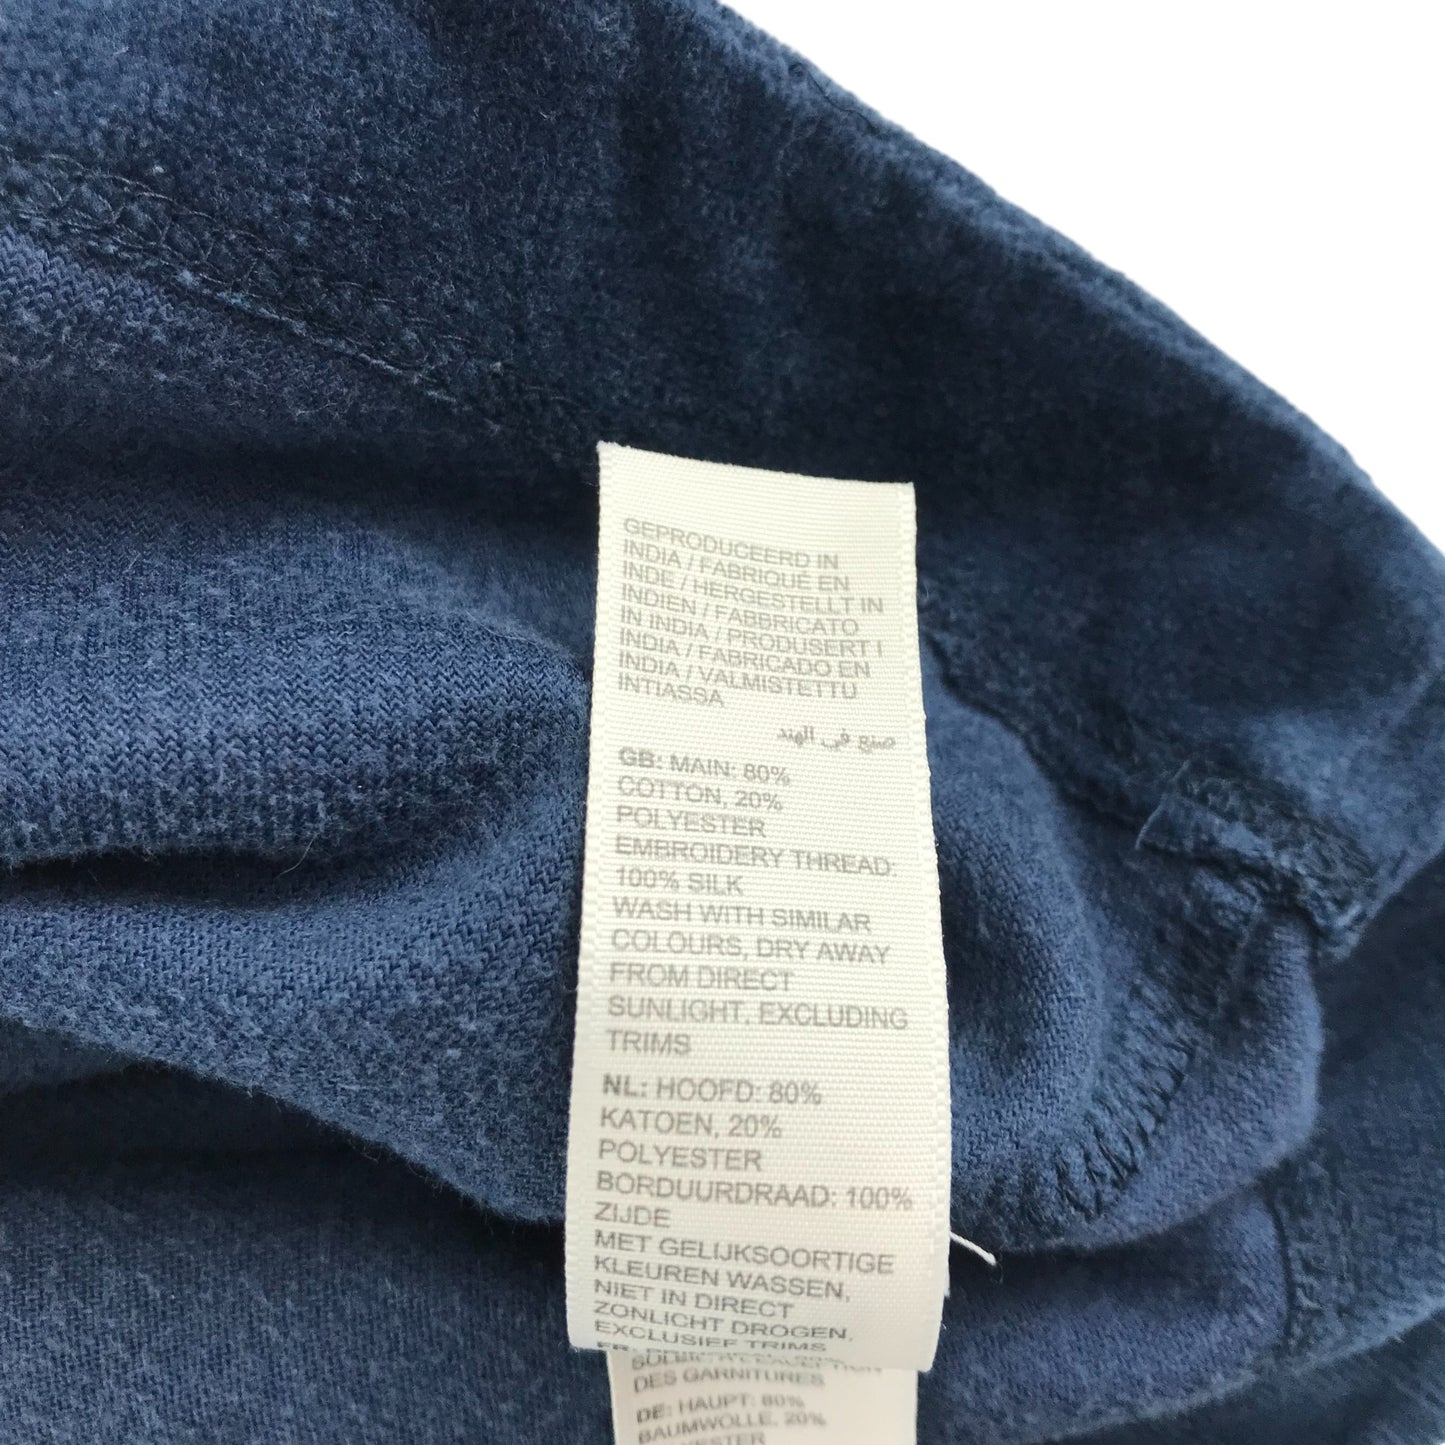 GEPRODUCEERD IN
INDIA / FABRIQUÉ EN
INDE / HERGESTELLT IN
INDIEN / FABBRICATO
IN INDIA / PRODUSERT I
INDIA / FABRICADO EN
INDIA / VALMISTETTU
INTIASSA
صنع في الهند
GB: MAIN: 80%
COTTON, 20%
POLYESTER
EMBROIDERY THREAD:
100% SILK
WASH WITH SIMILAR
COLOURS, DRY AWAY
FROM DIRECT
SUNLIGHT, EXCLUDING
TRIMS
NL: HOOFD: 80%
KATOEN, 20%
POLYESTER
BORDUURDRAAD: 100%
ZIJDE
MET GELIJKSOORTIGE
KLEUREN WASSEN,
NIET IN DIRECT
ZONLICHT DROGEN,
EXCLUSIEF TRIMS
DES GARNITURES
DE: HAUPT: 80%
BAUMWOLLE, 20%